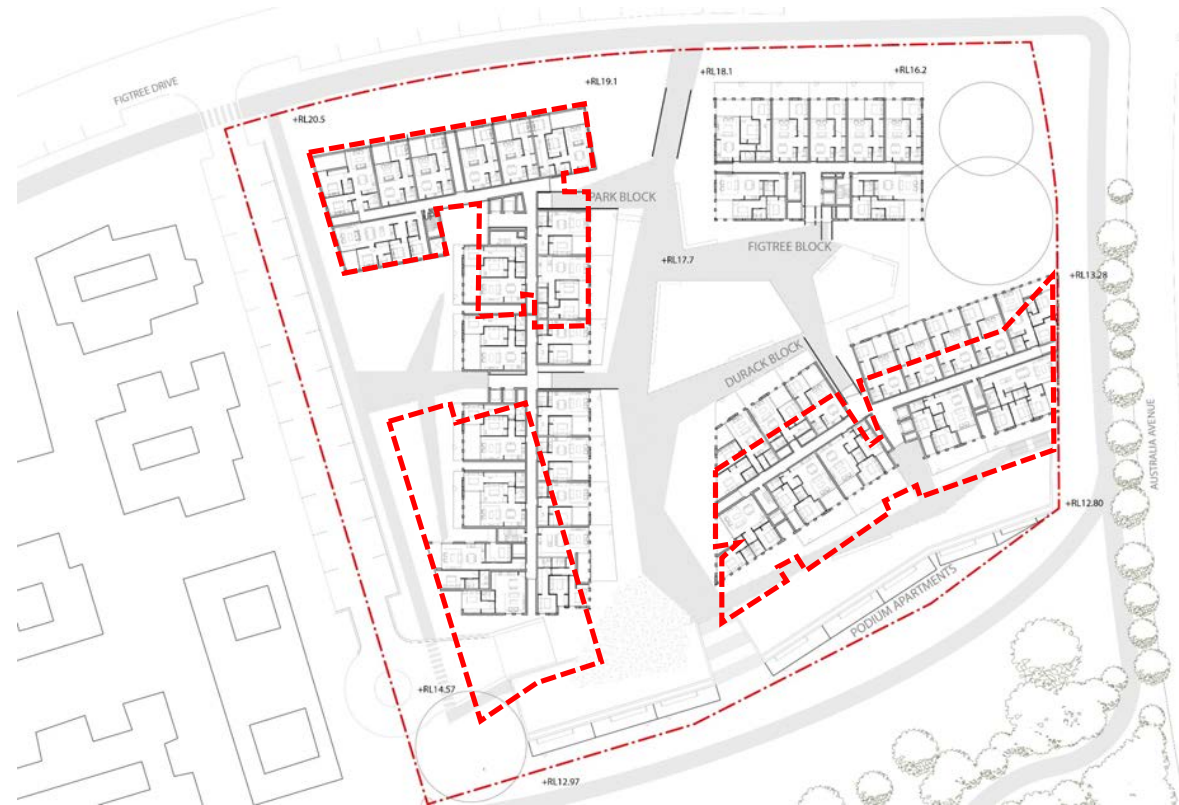 +RL19.1
+RL18.1
+RL16.2
FIGTREE DRIVE
+RL20.5
PARK BLOCK
FIGTREE BLOCK
+RL17.7
+RL13.28
DURACK BLOCK
AUSTRALIA AVENUE
+RL12.80
PODIUM APARTMENTS
+RL14.57
+RL12.97